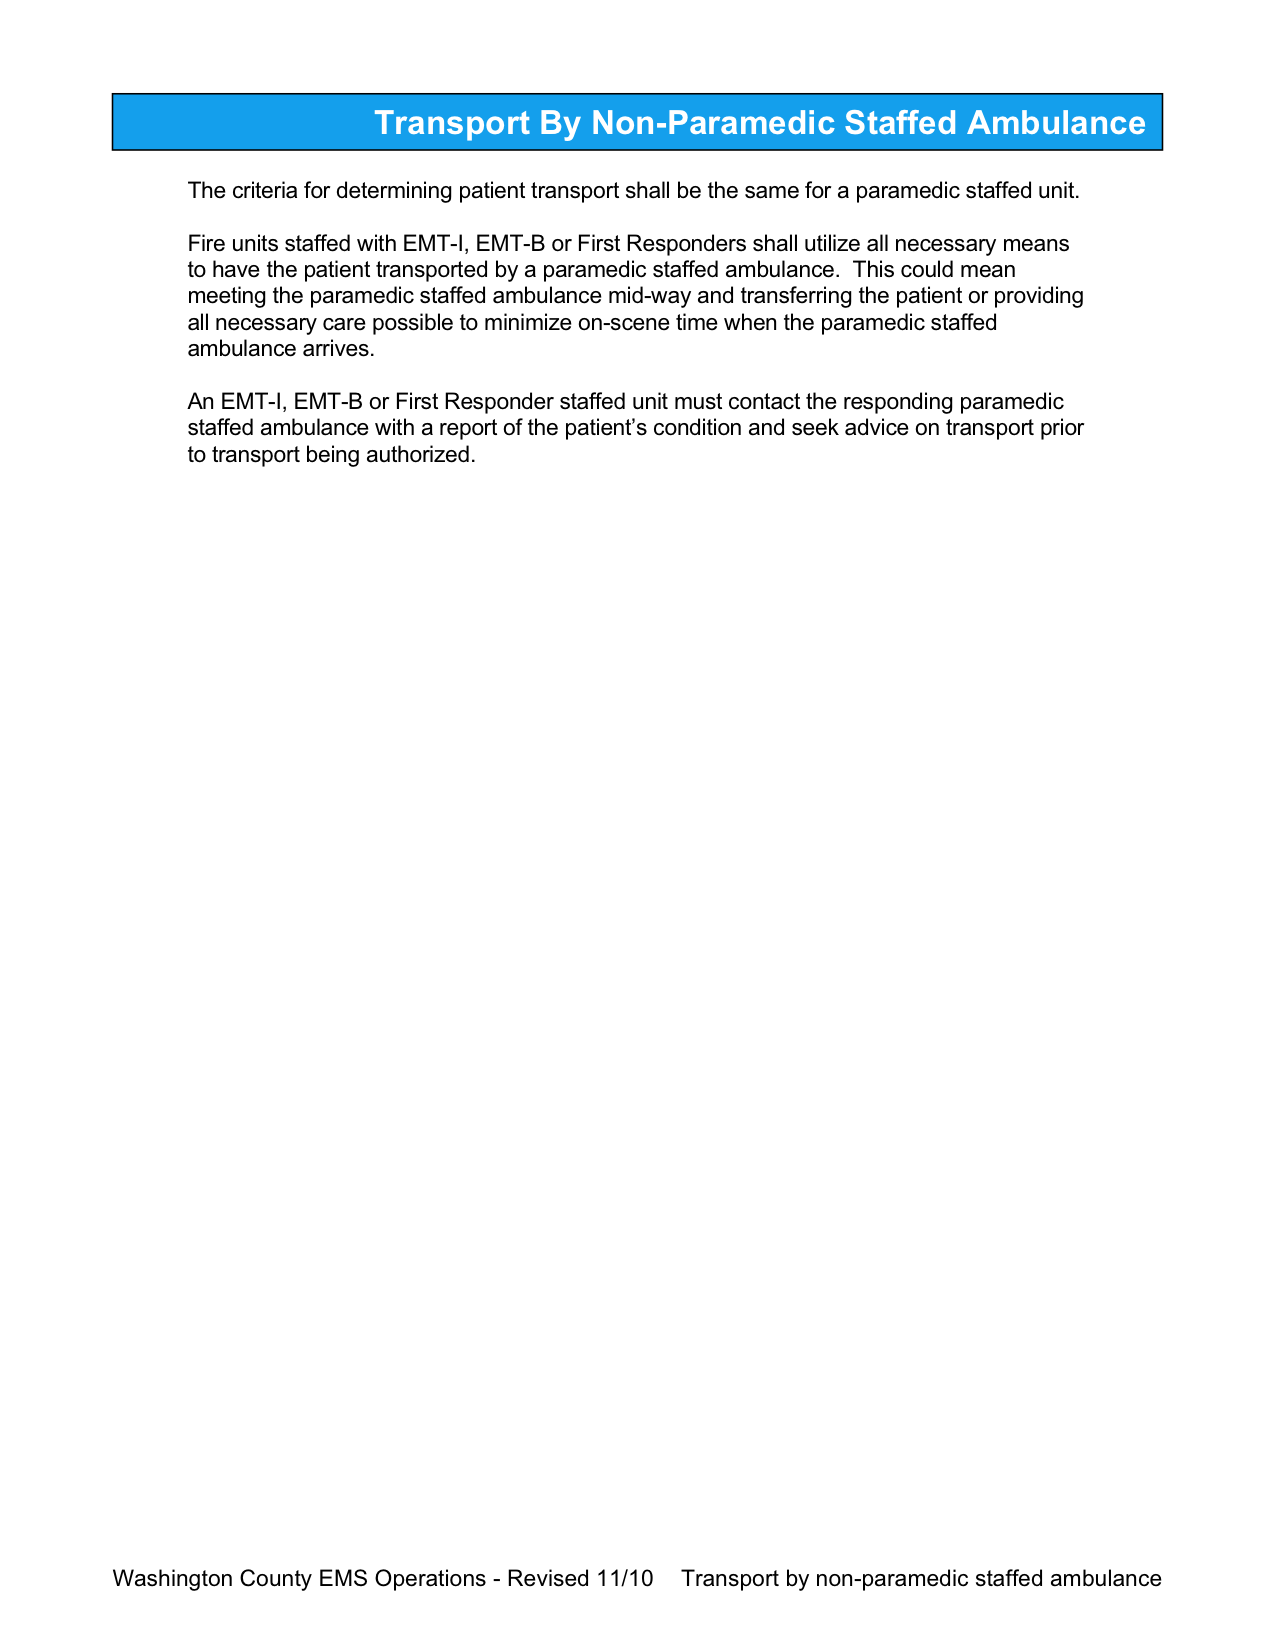 Transport By Non-Paramedic Staffed Ambulance
The criteria for determining patient transport shall be the same for a paramedic staffed unit.
Fire units staffed with EMT-I, EMT-B or First Responders shall utilize all necessary means
to have the patient transported by a paramedic staffed ambulance.  This could mean
meeting the paramedic staffed ambulance mid-way and transferring the patient or providing
all necessary care possible to minimize on-scene time when the paramedic staffed
ambulance arrives.
An EMT-I, EMT-B or First Responder staffed unit must contact the responding paramedic
staffed ambulance with a report of the patient’s condition and seek advice on transport prior
to transport being authorized.
Washington County EMS Operations - Revised 11/10    Transport by non-paramedic staffed ambulance